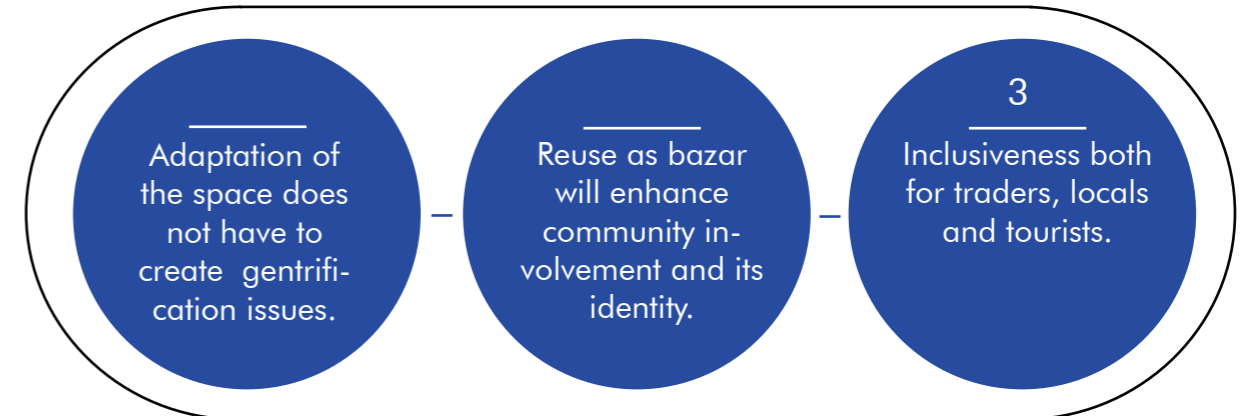 Adaptation of
the space does
not have to
create gentrifi-
cation issues.
Reuse as bazar
will enhance
community in-
volvement and its
identity.
3
Inclusiveness both
for traders, locals
and tourists.